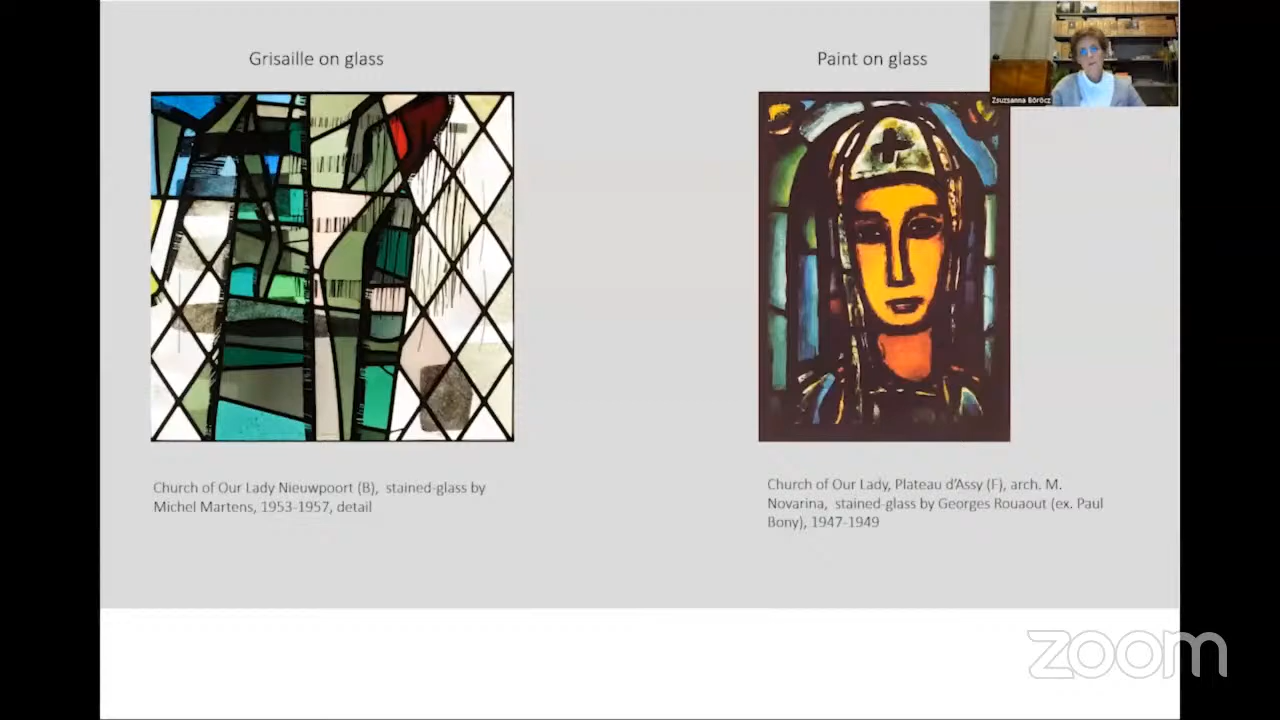 Grisaille on glass
Paint on glass
Zsuzsanna Böröcz
Church of Our Lady Nieuwpoort (B), stained-glass by
Michel Martens, 1953-1957, detail
Church of Our Lady, Plateau d'Assy (F), arch. M.
Novarina, stained-glass by Georges Rouaout (ex. Paul
Bony), 1947-1949
zoom